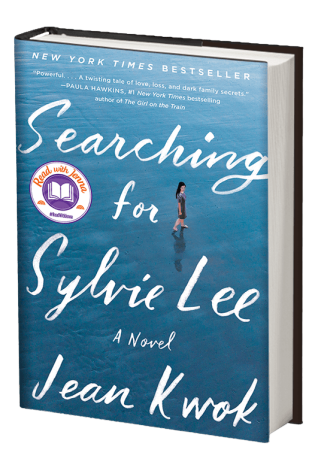 NEW YORK TIMES BESTSELLER
"Powerful. . . . A twisting tale of love, loss, and dark family secrets."
—PAULA HAWKINS, #1 New York Times bestselling
author of The Girl on the Train
Searching
Read with Jenna
#ReadWithJenna
for
Sylvie Lee
A Novel
Jean Kwok